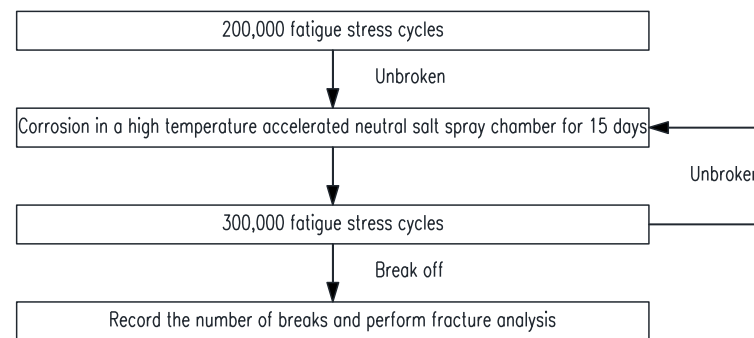 200,000 fatigue stress cycles
Unbroken
Corrosion in a high temperature accelerated neutral salt spray chamber for 15 days
Unbroken
300,000 fatigue stress cycles
Break off
Record the number of breaks and perform fracture analysis